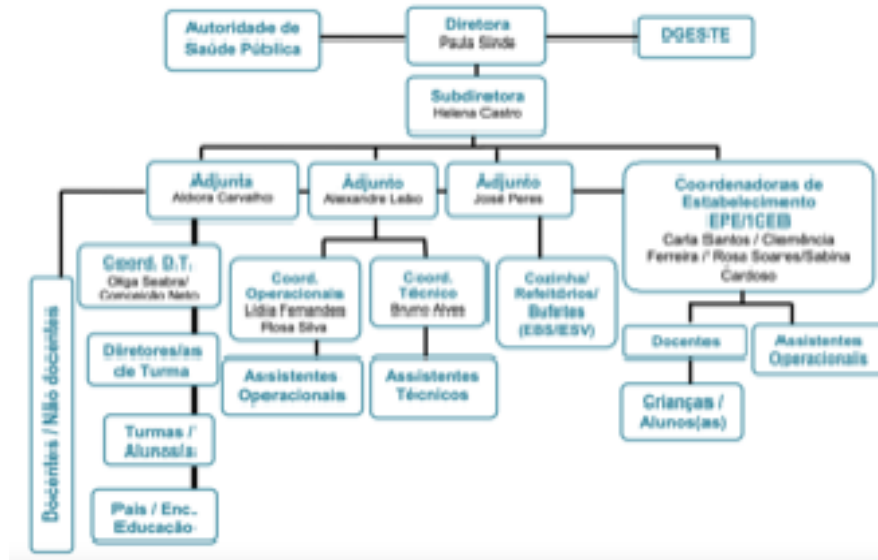 Autoridade de
Saúde Pública
Diretora
Paula Sinde
DGESTE
Subdiretora
Helena Castro
Adjunta
Aldora Carvalho
Adjunto
Alexandre Leão
Adjunto
José Peres
Coordenadoras de
Estabelecimento
EPE/1CEB
Carla Santos / Clemência
Ferreira / Rosa Soares/Sabina
Cardoso
Docentes / Não docentes
Coord. D.T.
Olga Seabra/
Conceição Neto
Coord.
Operacionais
Lídia Fernandes
Rosa Silva
Coord.
Técnico
Bruno Alves
Cozinha/
Refeitórios/
Bufetes
(EBS/ESV)
Docentes
Assistentes
Operacionais
Diretores/as
de Turma
Assistentes
Operacionais
Assistentes
Técnicos
Crianças /
Alunos(as)
Turmas /
Alunos/a
Pais / Enc.
Educação